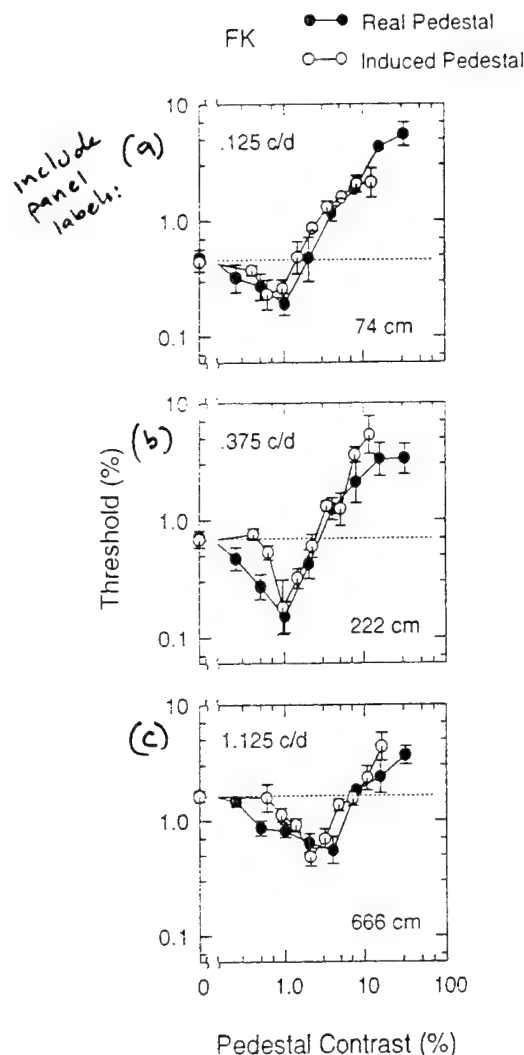 FK
Real Pedestal
Induced Pedestal
include
panel
labels:
(a)
.125 c/d
10
1.0
0.1
74 cm
(b)
.375 c/d
10
1.0
0.1
222 cm
Threshold (%)
(c)
1.125 c/d
10
1.0
0.1
666 cm
0 1.0 10 100
Pedestal Contrast (%)